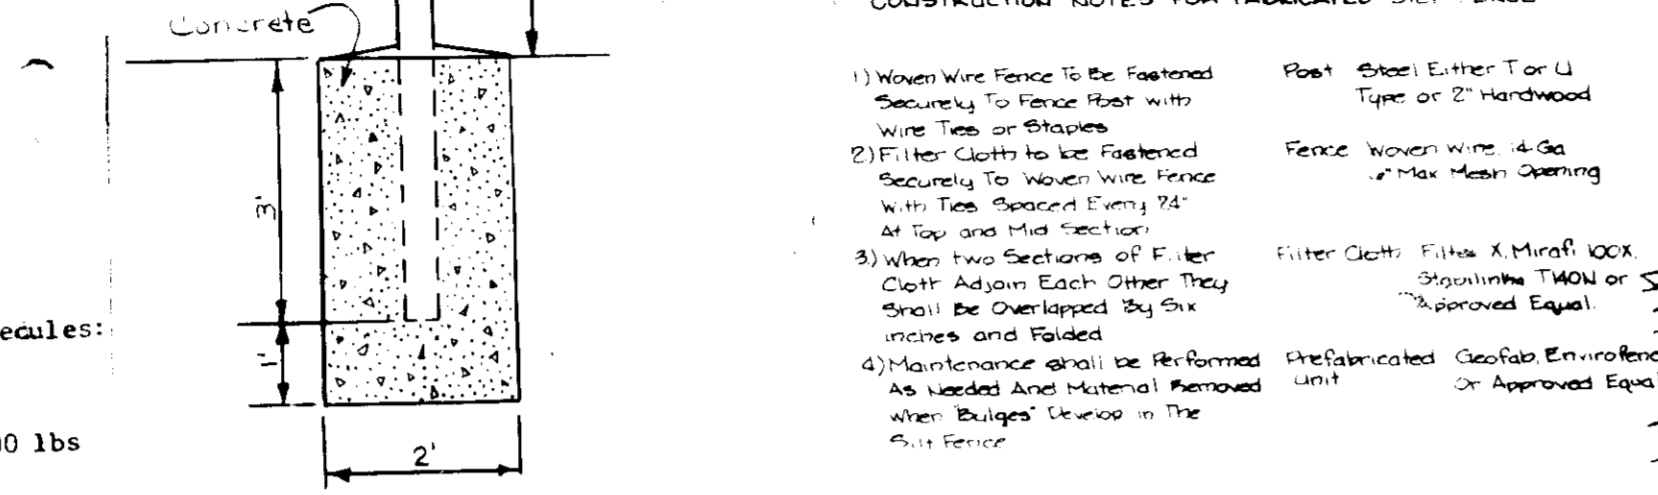 Concrete
3'
1'
2'
ecules:
0 lbs
CONSTRUCTION NOTES FOR FABRICATED SILT FENCE
1) Woven Wire Fence To Be Fastened
Securely To Fence Post with
Wire Ties or Staples
2) Filter Cloth to be Fastened
Securely To Woven Wire Fence
With Ties Spaced Every 24"
At Top and Mid Section
3.) When two Sections of Filter
Cloth Adjoin Each Other They
Shall Be Overlapped By Six
inches and Folded
4) Maintenance shall be Performed
As Needed And Material Removed
when "Bulges" Develop in The
Silt Fence
Post Steel Either T or U
Type or 2" Hardwood
Fence Woven Wire, 14 Ga
Max Mesh Opening
Filter Cloth Filter X, Mirafi 100X,
T140N or
Approved Equal.
Prefabricated Geofab, Envirofenc
Unit Or Approved Equal